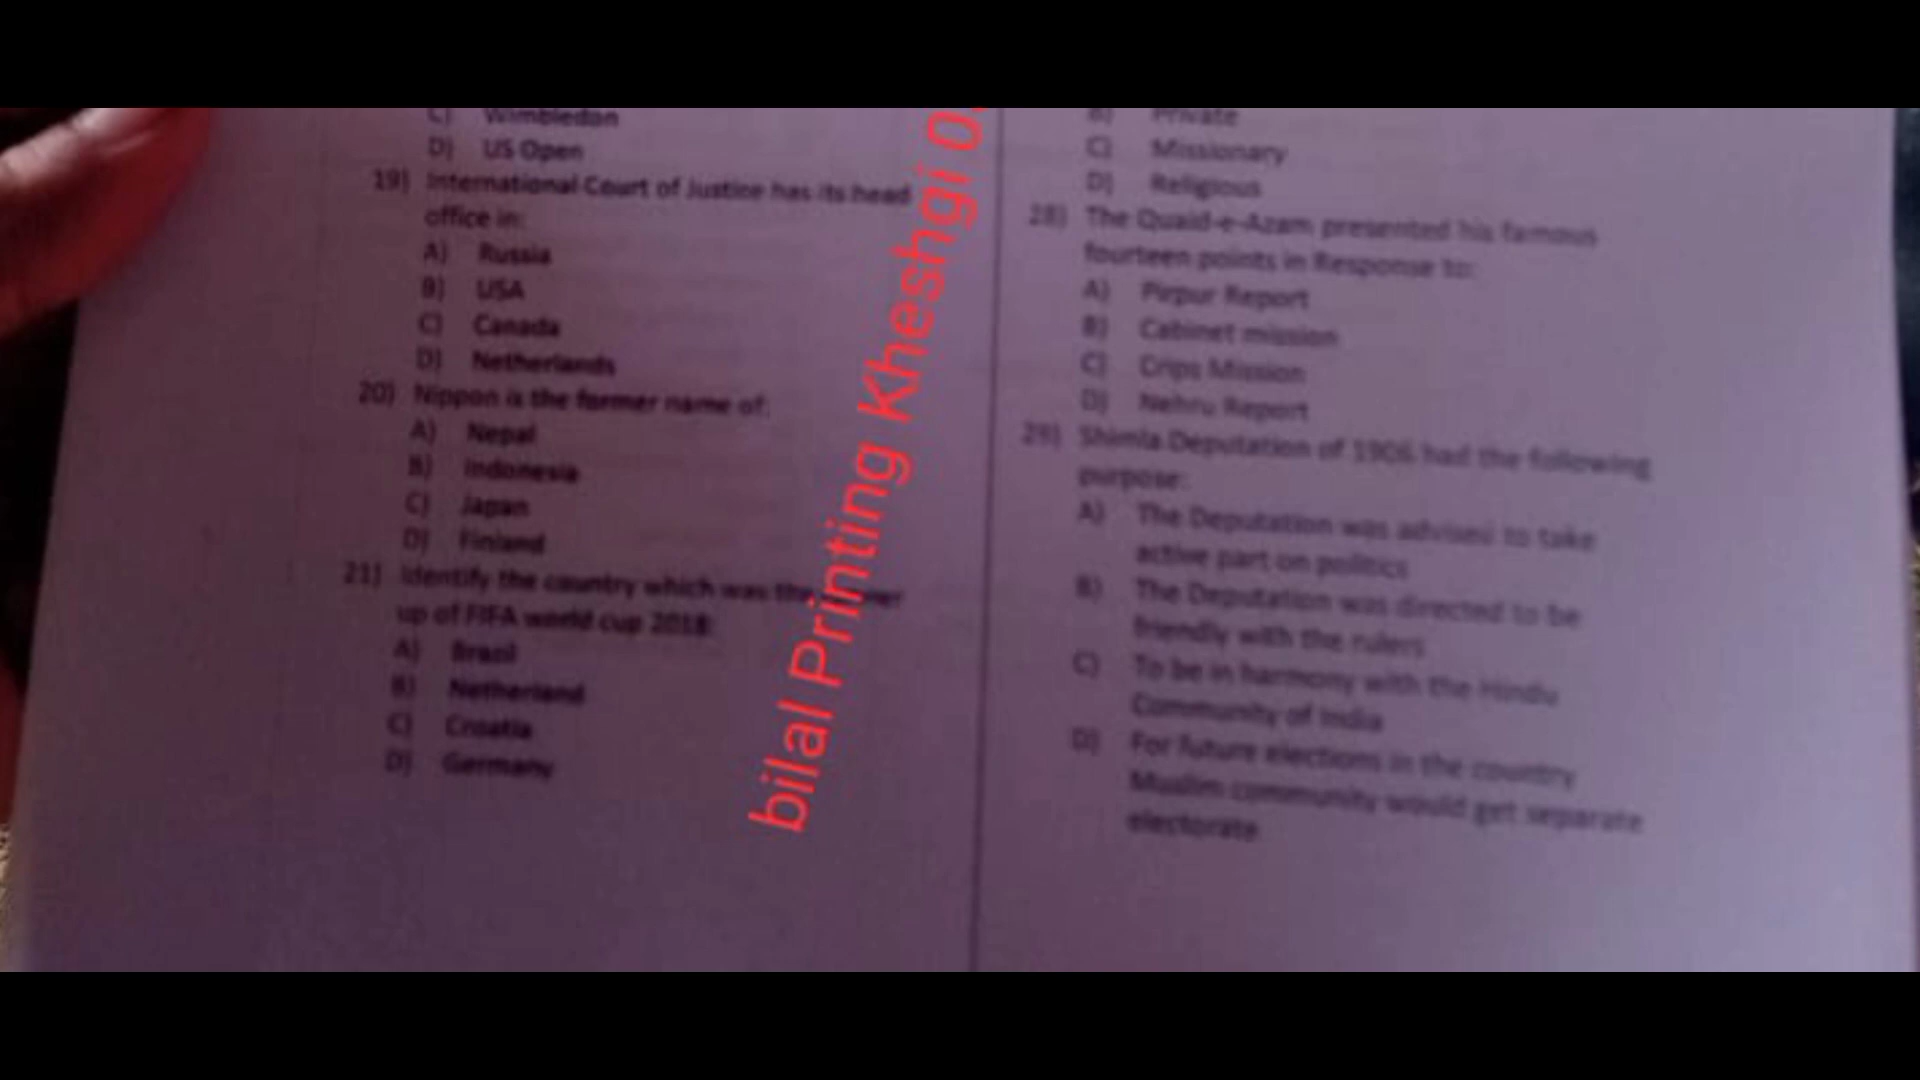 C) Wimbledon
D) US Open
19) International Court of Justice has its head
office in:
A) Russia
B) USA
C) Canada
D) Netherlands
20) Nippon is the former name of:
A) Nepal
B) Indonesia
C) Japan
D) Finland
21) Identify the country which was the
up of FIFA world cup 2018:
A) Brazil
B) Netherland
C) Croatia
D) Germany
B) Private
C) Missionary
D) Religious
28) The Quaid-e-Azam presented his famous
fourteen points in Response to:
A) Pirpur Report
B) Cabinet mission
C) Crips Mission
D) Nehru Report
29) Shimla Deputation of 1906 had the following
purpose:
A) The Deputation was advised to take
active part on politics
B) The Deputation was directed to be
friendly with the rulers
C) To be in harmony with the Hindu
Community of India
D) For future elections in the country
Muslim community would get separate
electorate
bilal Printing Kheshgi 0